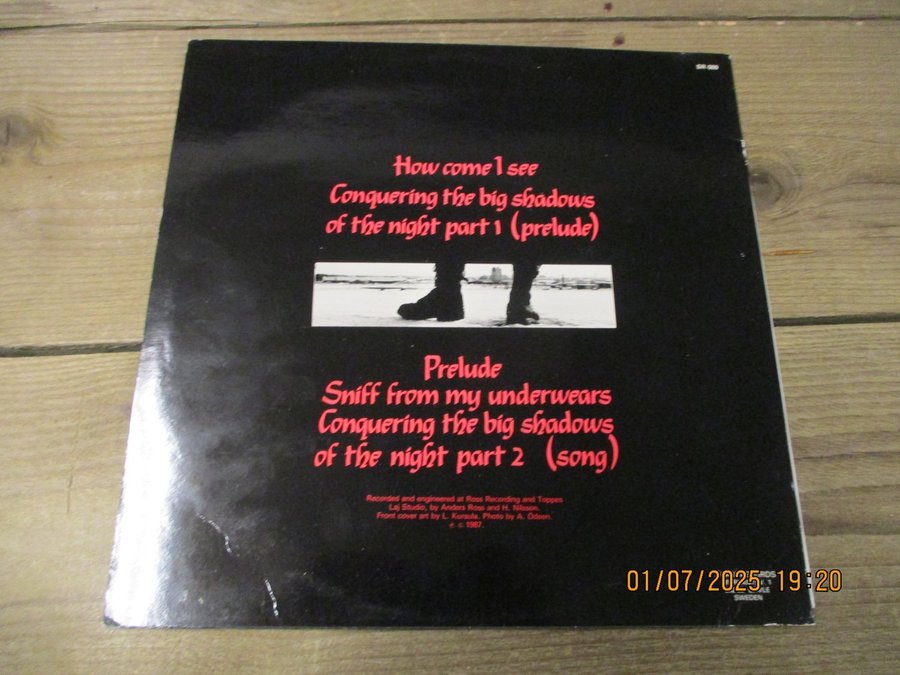 How come I see
Conquering the big shadows
of the night part 1 (prelude)
Prelude
Sniff from my underwears
Conquering the big shadows
of the night part 2 (song)
Recorded and engineered at Ross Recording and Toppes
Laj Studio, by Anders Ross and H. Nilsson.
Front cover art by L. Kursula. Photo by A. Odeen.
℗ © 1987.
SWEDEN
01/07/2025 19:20